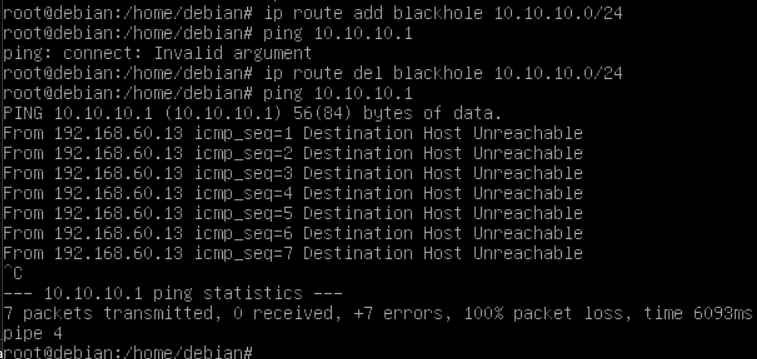 root@debian:/home/debian# ip route add blackhole 10.10.10.0/24
root@debian:/home/debian# ping 10.10.10.1
ping: connect: Invalid argument
root@debian:/home/debian# ip route del blackhole 10.10.10.0/24
root@debian:/home/debian# ping 10.10.10.1
PING 10.10.10.1 (10.10.10.1) 56(84) bytes of data.
From 192.168.60.13 icmp_seq=1 Destination Host Unreachable
From 192.168.60.13 icmp_seq=2 Destination Host Unreachable
From 192.168.60.13 icmp_seq=3 Destination Host Unreachable
From 192.168.60.13 icmp_seq=4 Destination Host Unreachable
From 192.168.60.13 icmp_seq=5 Destination Host Unreachable
From 192.168.60.13 icmp_seq=6 Destination Host Unreachable
From 192.168.60.13 icmp_seq=7 Destination Host Unreachable
^C
--- 10.10.10.1 ping statistics ---
7 packets transmitted, 0 received, +7 errors, 100% packet loss, time 6093ms
pipe 4
root@debian:/home/debian#